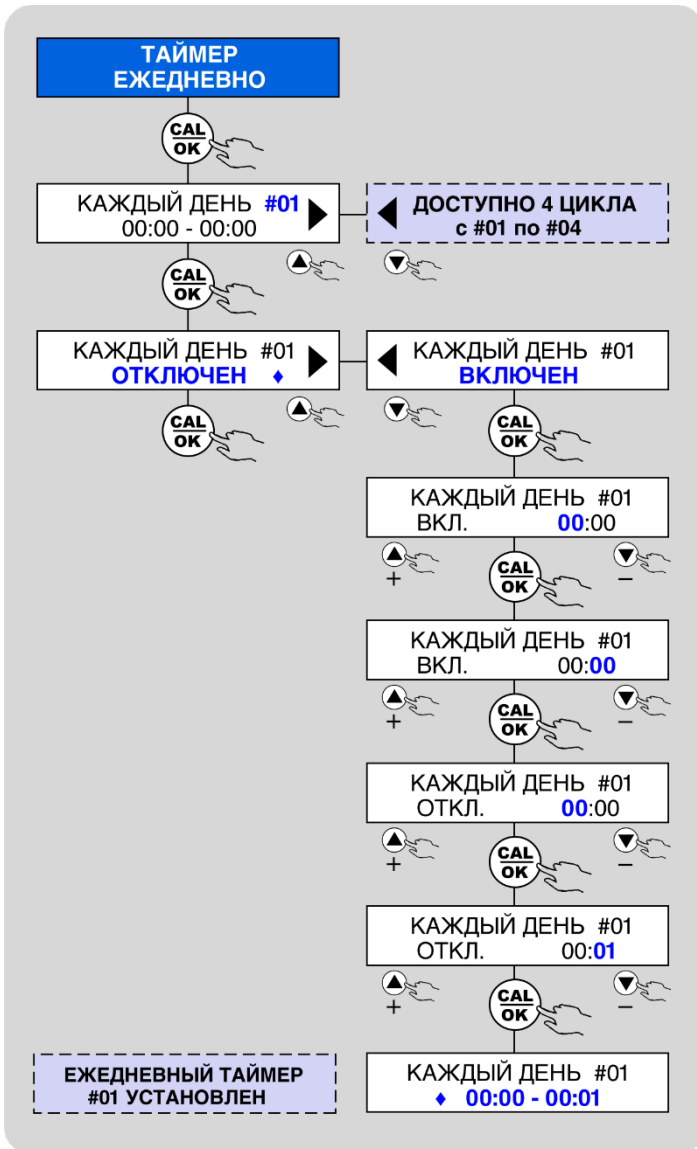 ТАЙМЕР
ЕЖЕДНЕВНО
CAL
OK
КАЖДЫЙ ДЕНЬ #01
00:00 - 00:00
ДОСТУПНО 4 ЦИКЛА
с #01 по #04
CAL
OK
КАЖДЫЙ ДЕНЬ #01
ОТКЛЮЧЕН ♦
КАЖДЫЙ ДЕНЬ #01
ВКЛЮЧЕН
CAL
OK
CAL
OK
КАЖДЫЙ ДЕНЬ #01
ВКЛ. 00:00
+ −
CAL
OK
КАЖДЫЙ ДЕНЬ #01
ВКЛ. 00:00
+ −
CAL
OK
КАЖДЫЙ ДЕНЬ #01
ОТКЛ. 00:00
+ −
CAL
OK
КАЖДЫЙ ДЕНЬ #01
ОТКЛ. 00:01
+ −
CAL
OK
ЕЖЕДНЕВНЫЙ ТАЙМЕР
#01 УСТАНОВЛЕН
КАЖДЫЙ ДЕНЬ #01
♦ 00:00 - 00:01